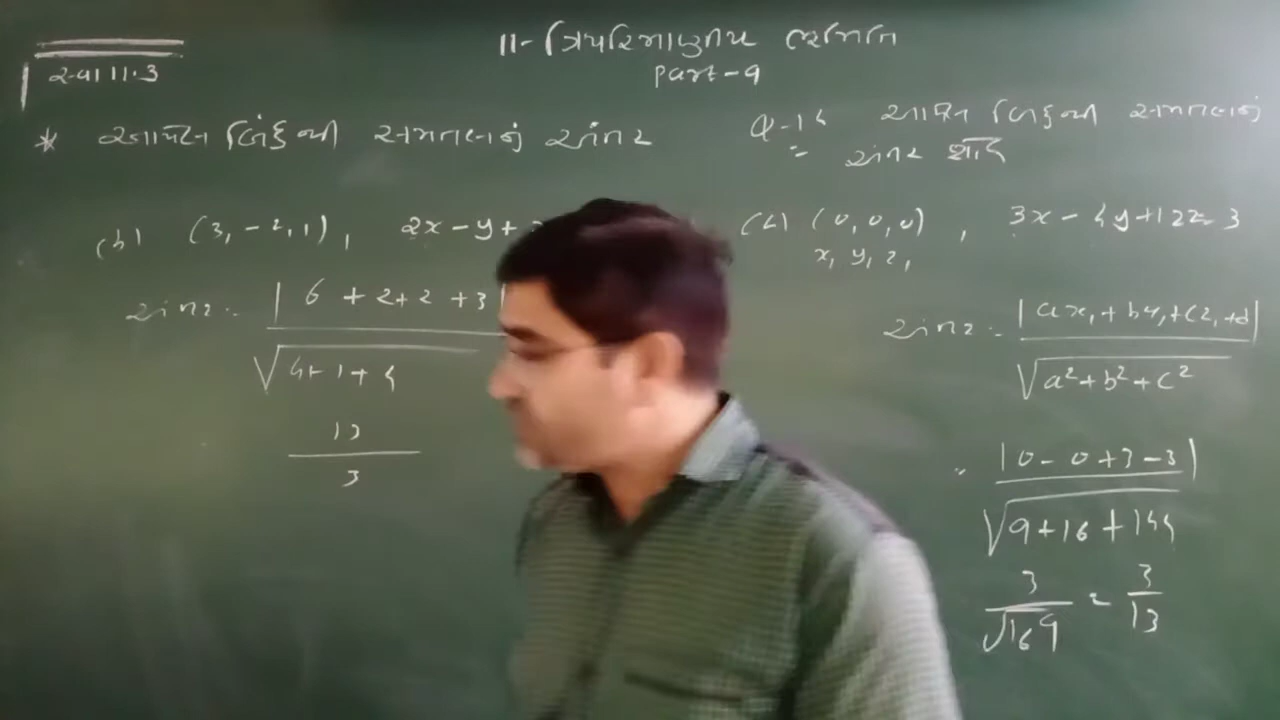 11- ત્રિપરિમાણીય ભૂમિતિ
Part-9
સ્વા 11.3
* આપેલ બિંદુથી સમતલનું અંતર
(b) (3, -2, 1), 2x - y +
અંતર =
|6 + 2 + 2 + 3|
√4 + 1 + 4
13
3
Q-14 આપેલ બિંદુથી સમતલનું
અંતર શોધો
(a) (0, 0, 0), 3x - 4y + 12z = 3
x₁ y₁ z₁
અંતર = |ax₁ + by₁ + cz₁ + d|
√a² + b² + c²
= |0 - 0 + 3 - 3|
√9 + 16 + 144
3/√169 = 3/13